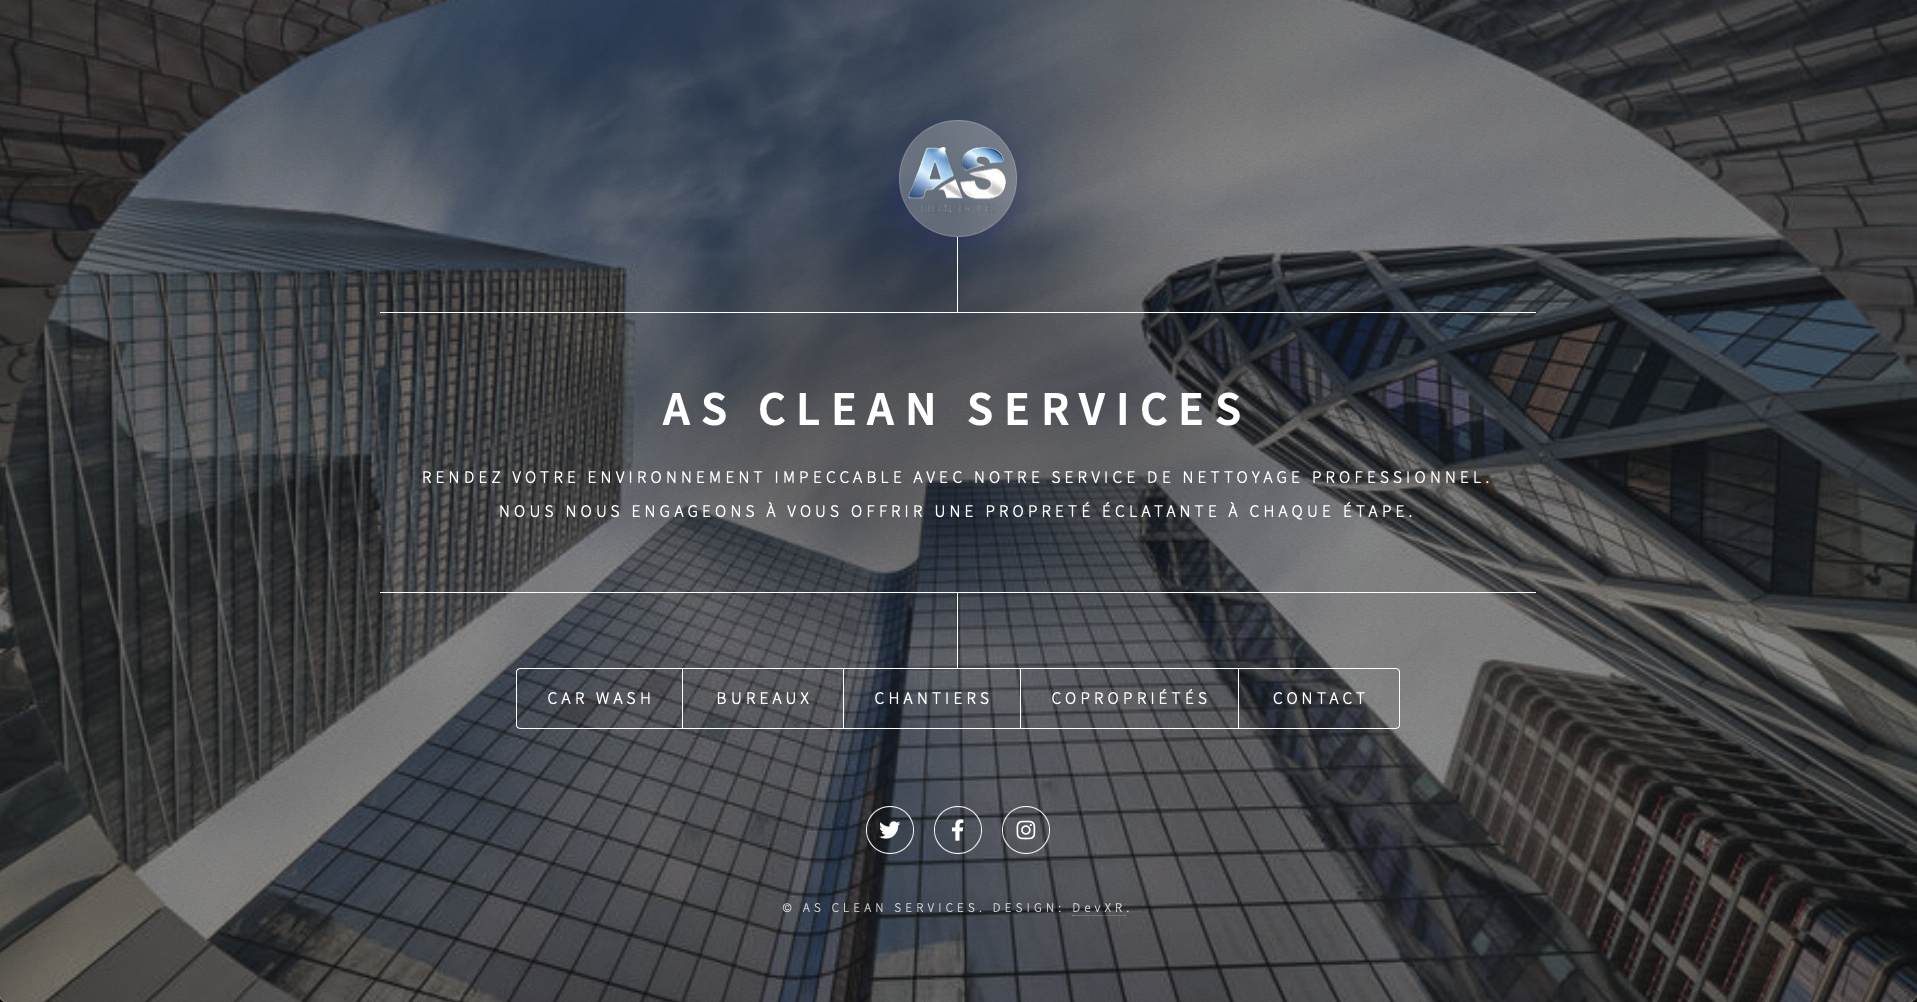 AS
AS CLEAN SERVICES
RENDEZ VOTRE ENVIRONNEMENT IMPECCABLE AVEC NOTRE SERVICE DE NETTOYAGE PROFESSIONNEL.
NOUS NOUS ENGAGEONS À VOUS OFFRIR UNE PROPRETÉ ÉCLATANTE À CHAQUE ÉTAPE.
CAR WASH
BUREAUX
CHANTIERS
COPROPRIÉTÉS
CONTACT
© AS CLEAN SERVICES. DESIGN: DevXR.